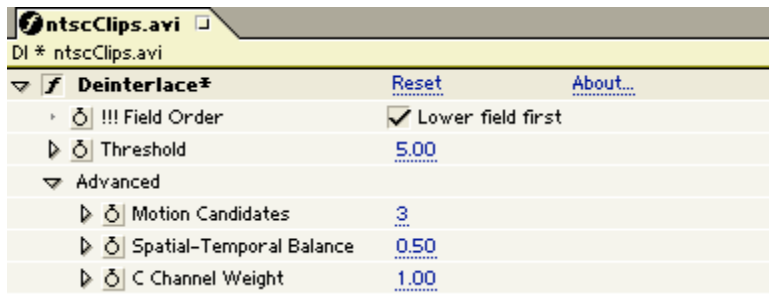 ntscClips.avi
DI * ntscClips.avi
f Deinterlace* Reset About...
!!! Field Order Lower field first
Threshold 5.00
Advanced
Motion Candidates 3
Spatial-Temporal Balance 0.50
C Channel Weight 1.00